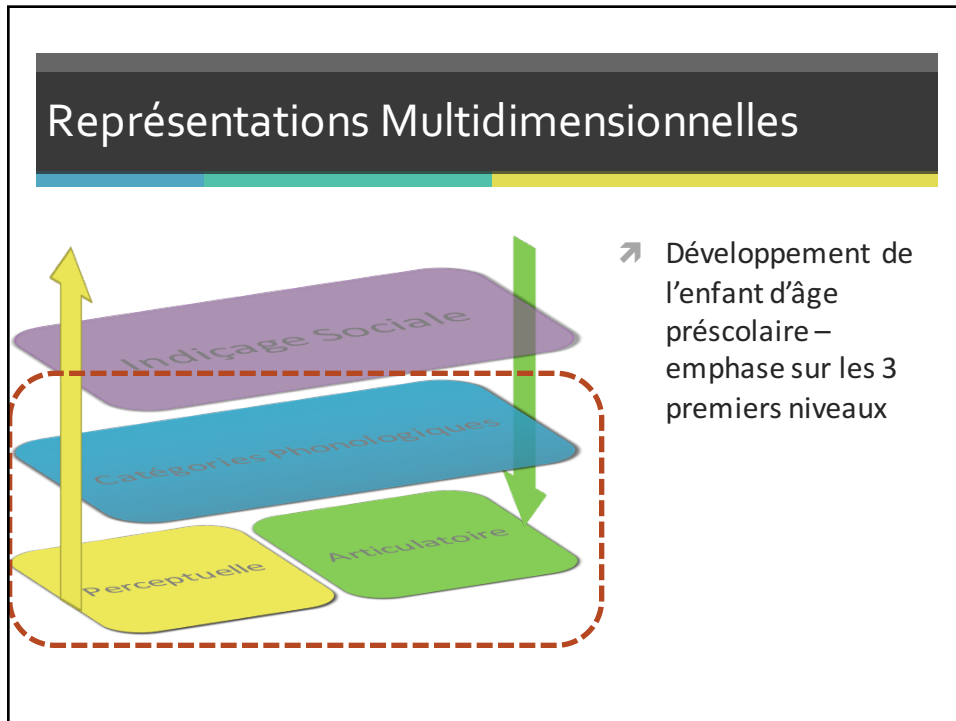 Représentations Multidimensionnelles
Indiçage Sociale
Catégories Phonologiques
Perceptuelle
Articulatoire
Développement de
l'enfant d'âge
préscolaire –
emphase sur les 3
premiers niveaux